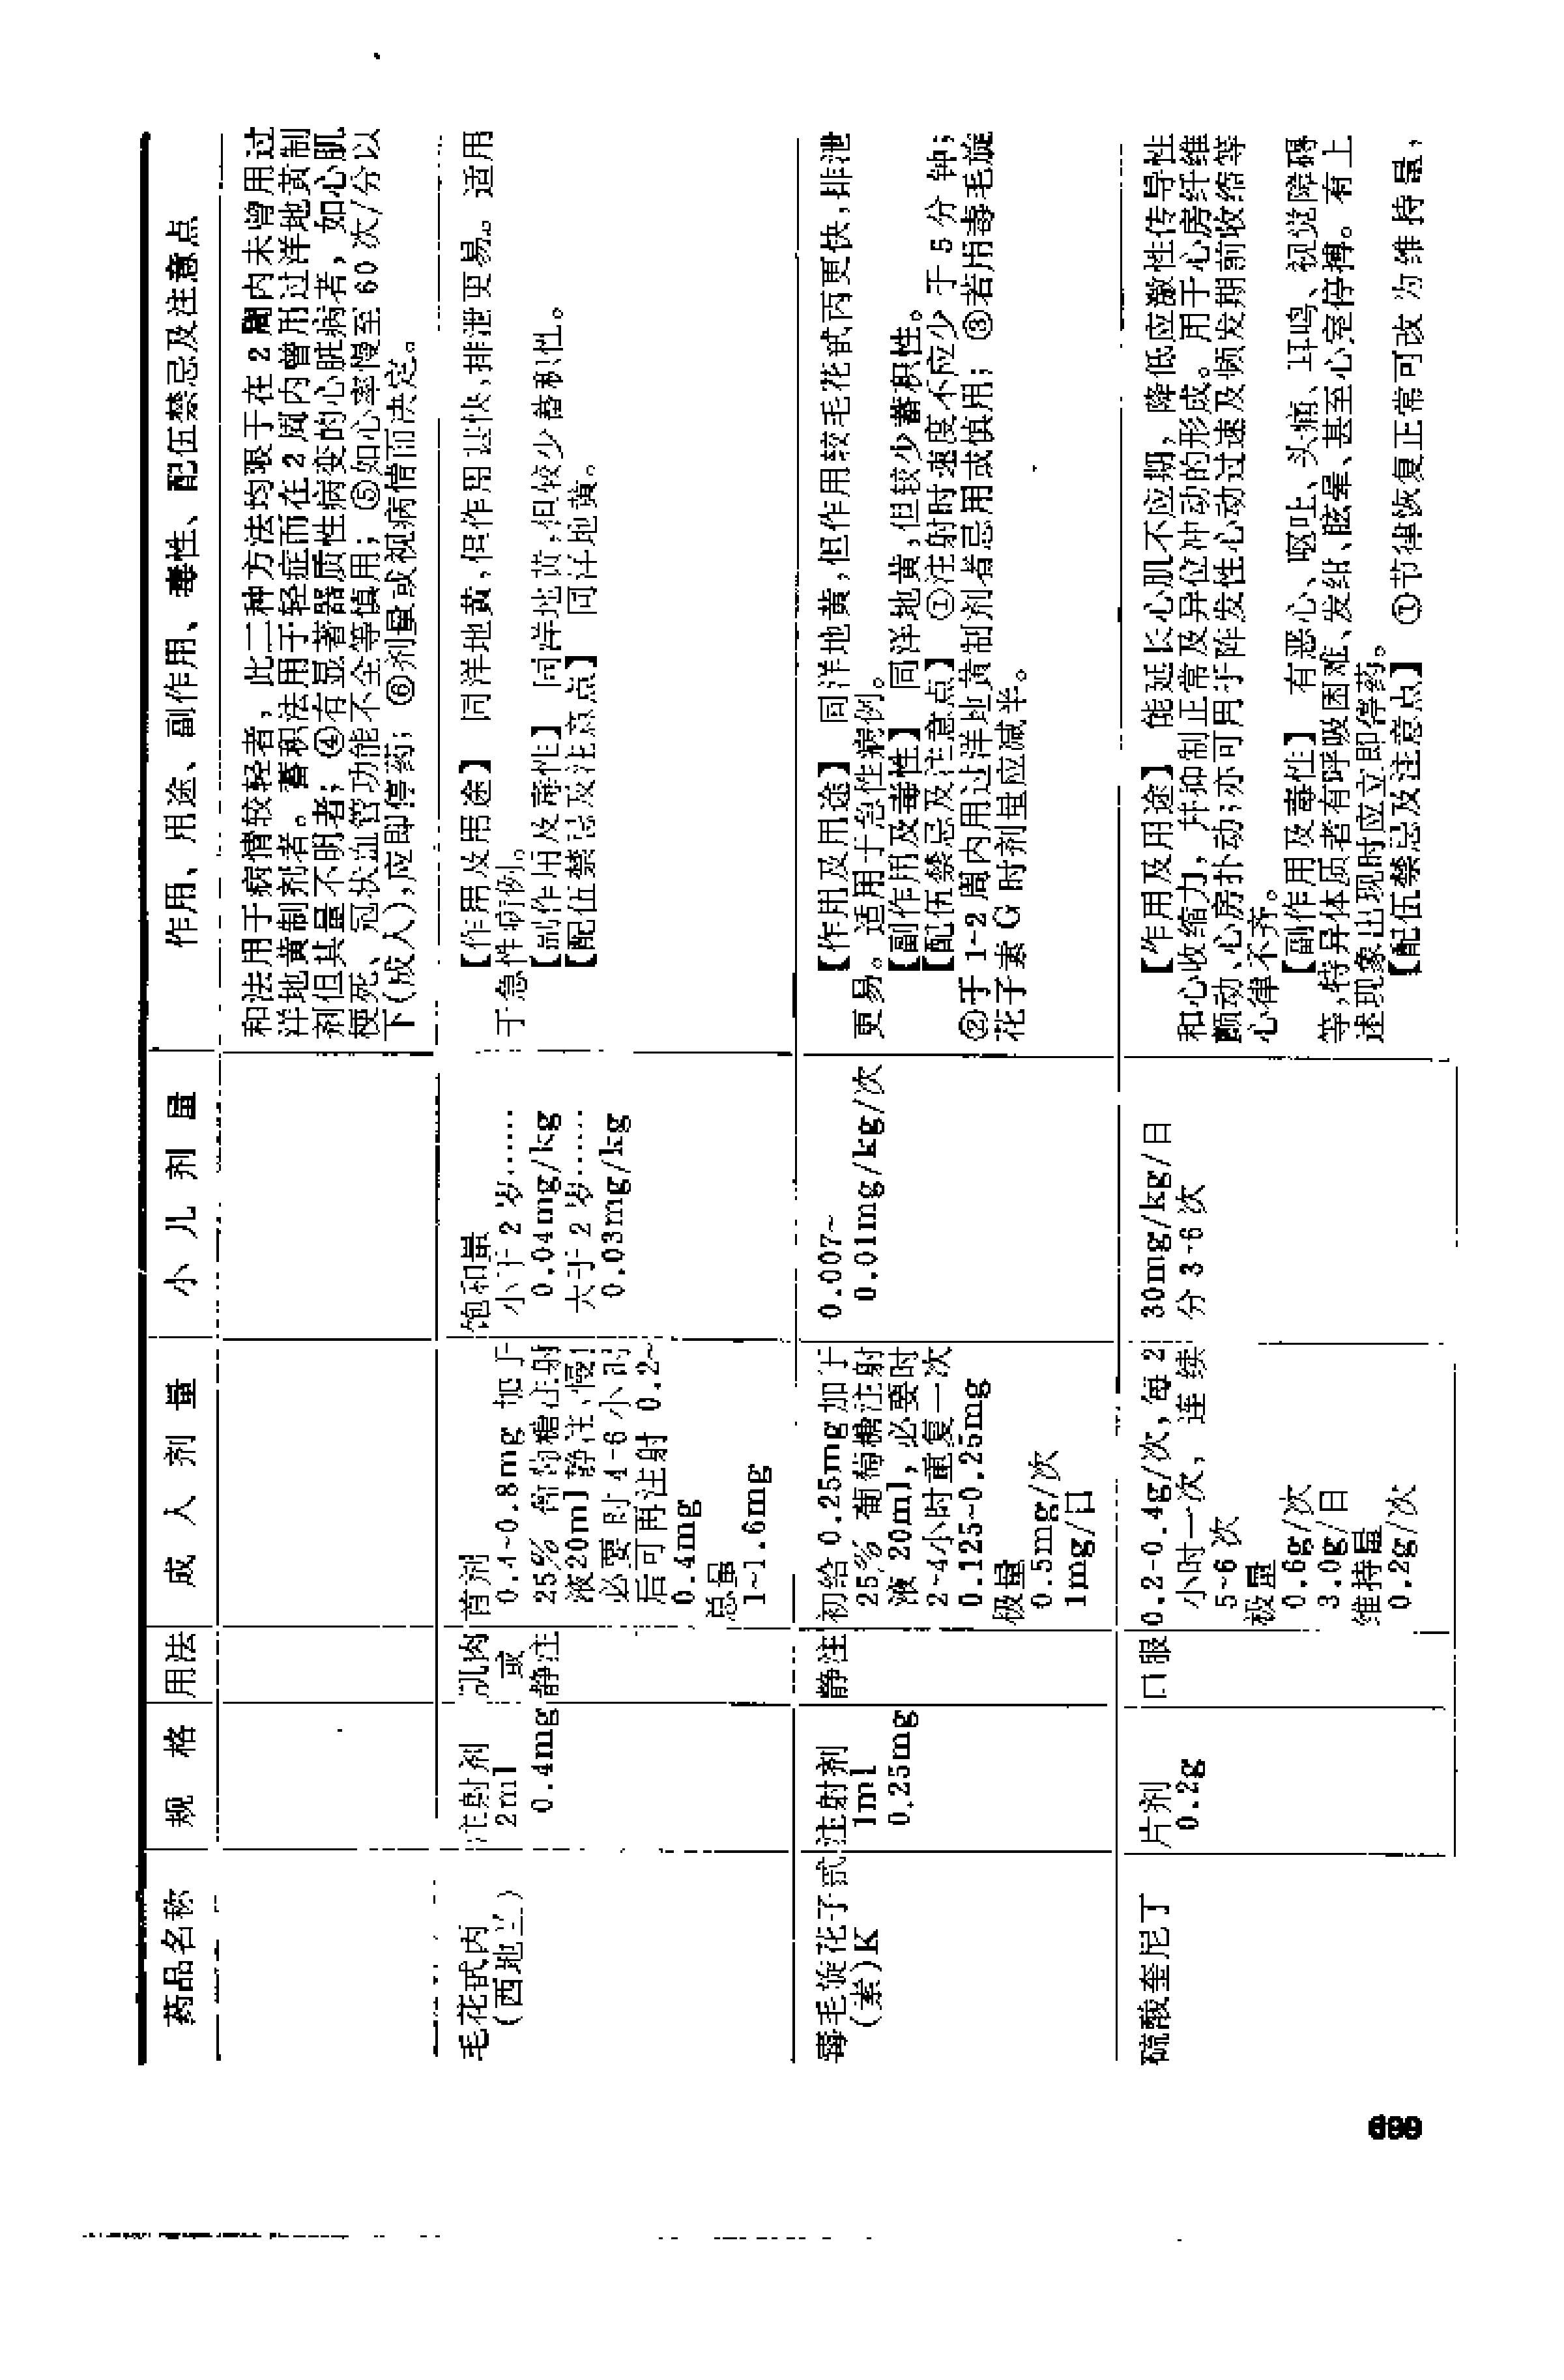 药品名称 规格 用法 成人剂量 小儿剂量 作用、用途、副作用、毒性、配伍禁忌及注意点
和法用于病情较轻者，此二种方法均限于在2周内未曾用过
洋地黄制剂者。蓄积法用于轻症而在2周内曾用过洋地黄制
剂但其量不明者；④有显著器质性病变的心脏病者，如心肌
梗死、冠状血管功能不全等慎用；⑤如心率慢至60次/分以
下(成人)，应即停药；⑥剂量或视病情而决定。
毛花甙丙
(西地兰)
注射剂
2ml
0.4mg
肌肉
或
静注
首剂
0.4~0.8mg 加于
25% 葡萄糖注射
液20ml静注，慢！
必要时4-6小时
后可再注射 0.2~
0.4mg
总量
1~1.6mg
饱和量
小于2岁……
0.04mg/kg
大于2岁……
0.03mg/kg
【作用及用途】 同洋地黄，但作用甚快，排泄更易。适用
于急性病例。
【副作用及毒性】 同洋地黄，但较少蓄积性。
【配伍禁忌及注意点】 同洋地黄。
毒毛旋花子甙
(素)K
注射剂
1ml
0.25mg
静注
初给0.25mg加于
25% 葡萄糖注射
液20ml，必要时
2~4小时重复一次
0.125~0.25mg
极量
0.5mg/次
1mg/日
0.007~
0.01mg/kg/次
【作用及用途】 同洋地黄，但作用较毛花甙丙更快，排泄
更易。适用于急性病例。
【副作用及毒性】 同洋地黄，但较少蓄积性。
【配伍禁忌及注意点】 ①注射时速度不应少于5分钟；
②于1-2周内用过洋地黄制剂者忌用或慎用；③若用毒毛旋
花子素G时剂量应减半。
硫酸奎尼丁
片剂
0.2g
口服
0.2-0.4g/次，每2
小时一次，连续
5~6次
极量
0.6g/次
3.0g/日
维持量
0.2g/次
30mg/kg/日
分3-6次
【作用及用途】 能延长心肌不应期，降低应激性传导性
和心收缩力，并抑制正常及异位冲动的形成。用于心房纤维
颤动、心房扑动；亦可用于阵发性心动过速及频发期前收缩等
心律不齐。
【副作用及毒性】 有恶心、呕吐、头痛、耳鸣、视觉障碍
等，特异体质者有呼吸困难、发绀、眩晕、甚至心室停搏。有上
述现象出现时应立即停药。
【配伍禁忌及注意点】 ①节律恢复正常可改为维持量，
699